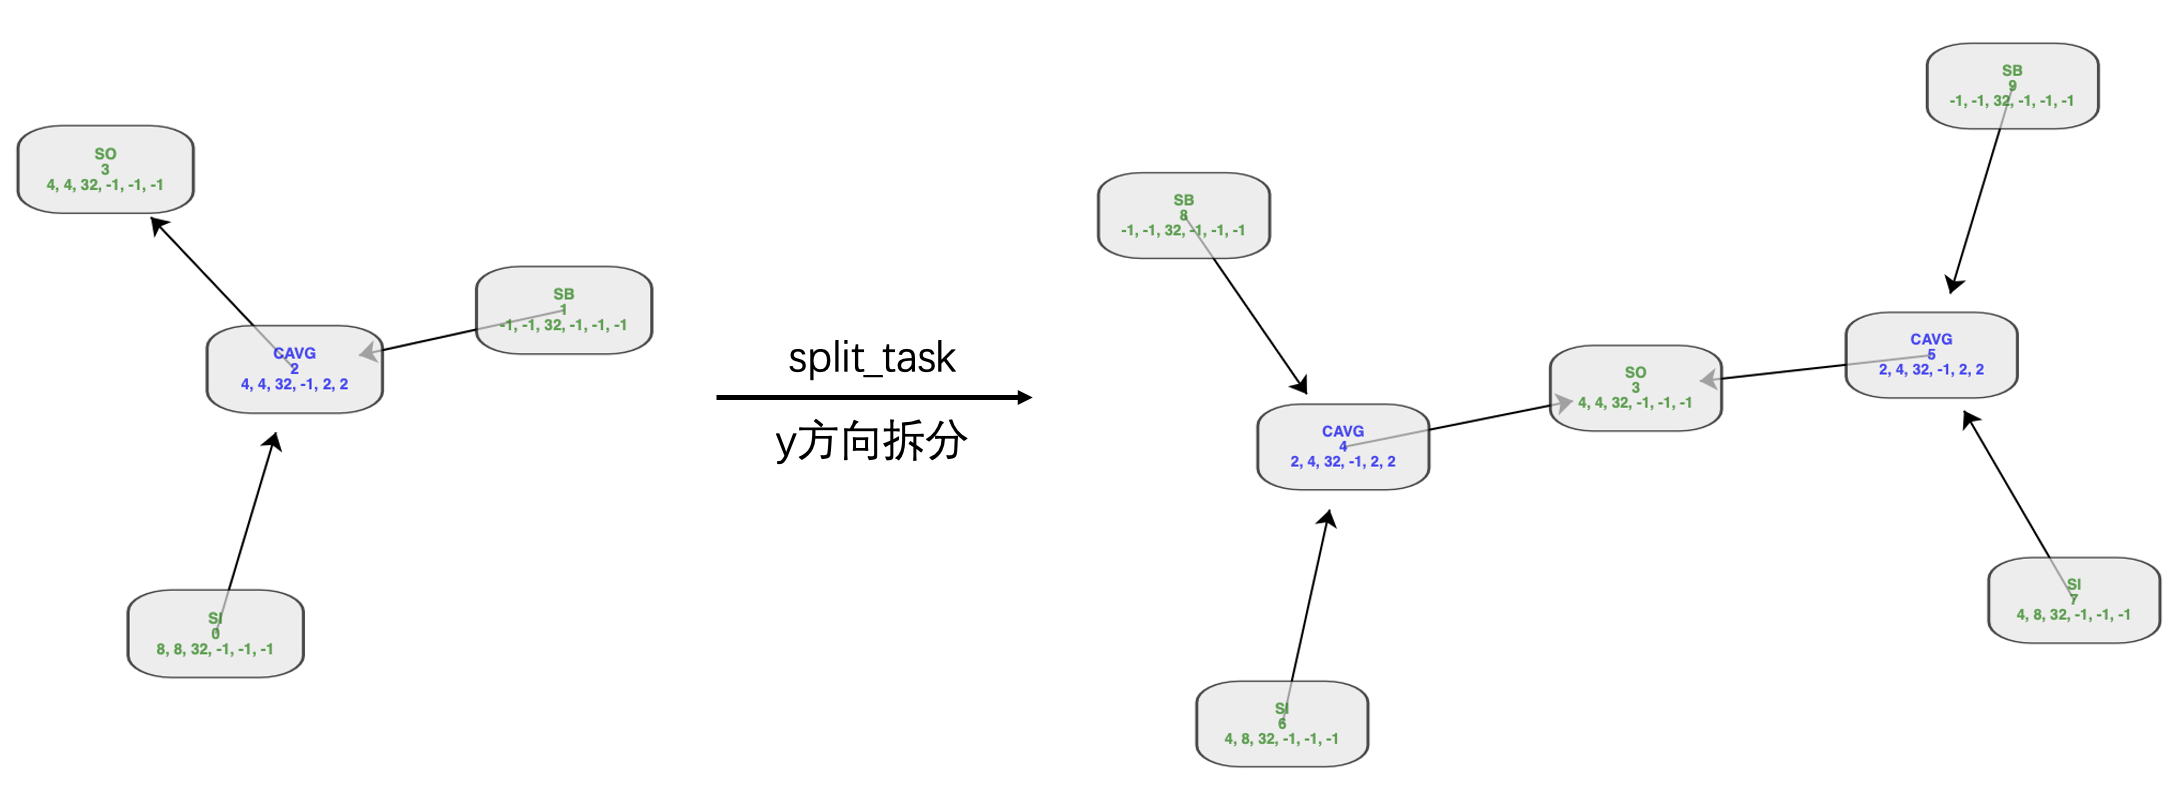 SO
3
4, 4, 32, -1, -1, -1
SB
1
-1, -1, 32, -1, -1, -1
CAVG
2
4, 4, 32, -1, 2, 2
SI
0
8, 8, 32, -1, -1, -1
split_task
y方向拆分
SB
9
-1, -1, 32, -1, -1, -1
SB
8
-1, -1, 32, -1, -1, -1
CAVG
5
2, 4, 32, -1, 2, 2
SO
3
4, 4, 32, -1, -1, -1
CAVG
4
2, 4, 32, -1, 2, 2
SI
7
4, 8, 32, -1, -1, -1
SI
6
4, 8, 32, -1, -1, -1